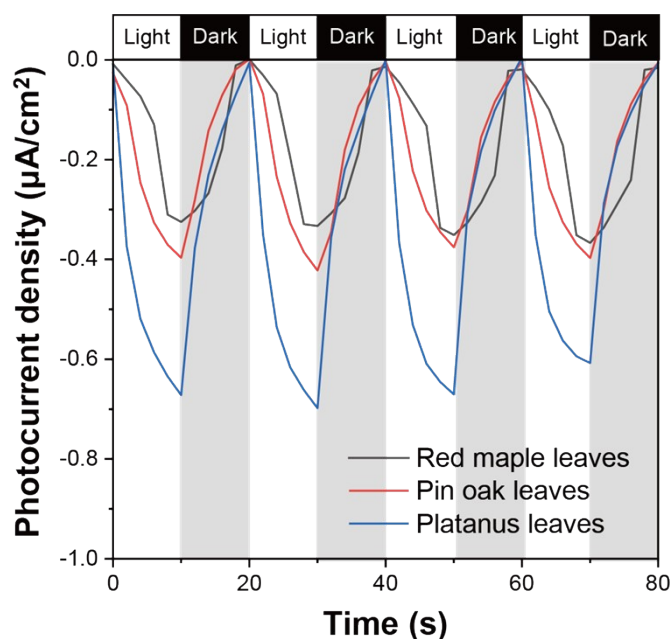 Light Dark Light Dark Light Dark Light Dark
0.0
-0.2
-0.4
-0.6
-0.8
-1.0
Photocurrent density (µA/cm²)
Red maple leaves
Pin oak leaves
Platanus leaves
0 20 40 60 80
Time (s)